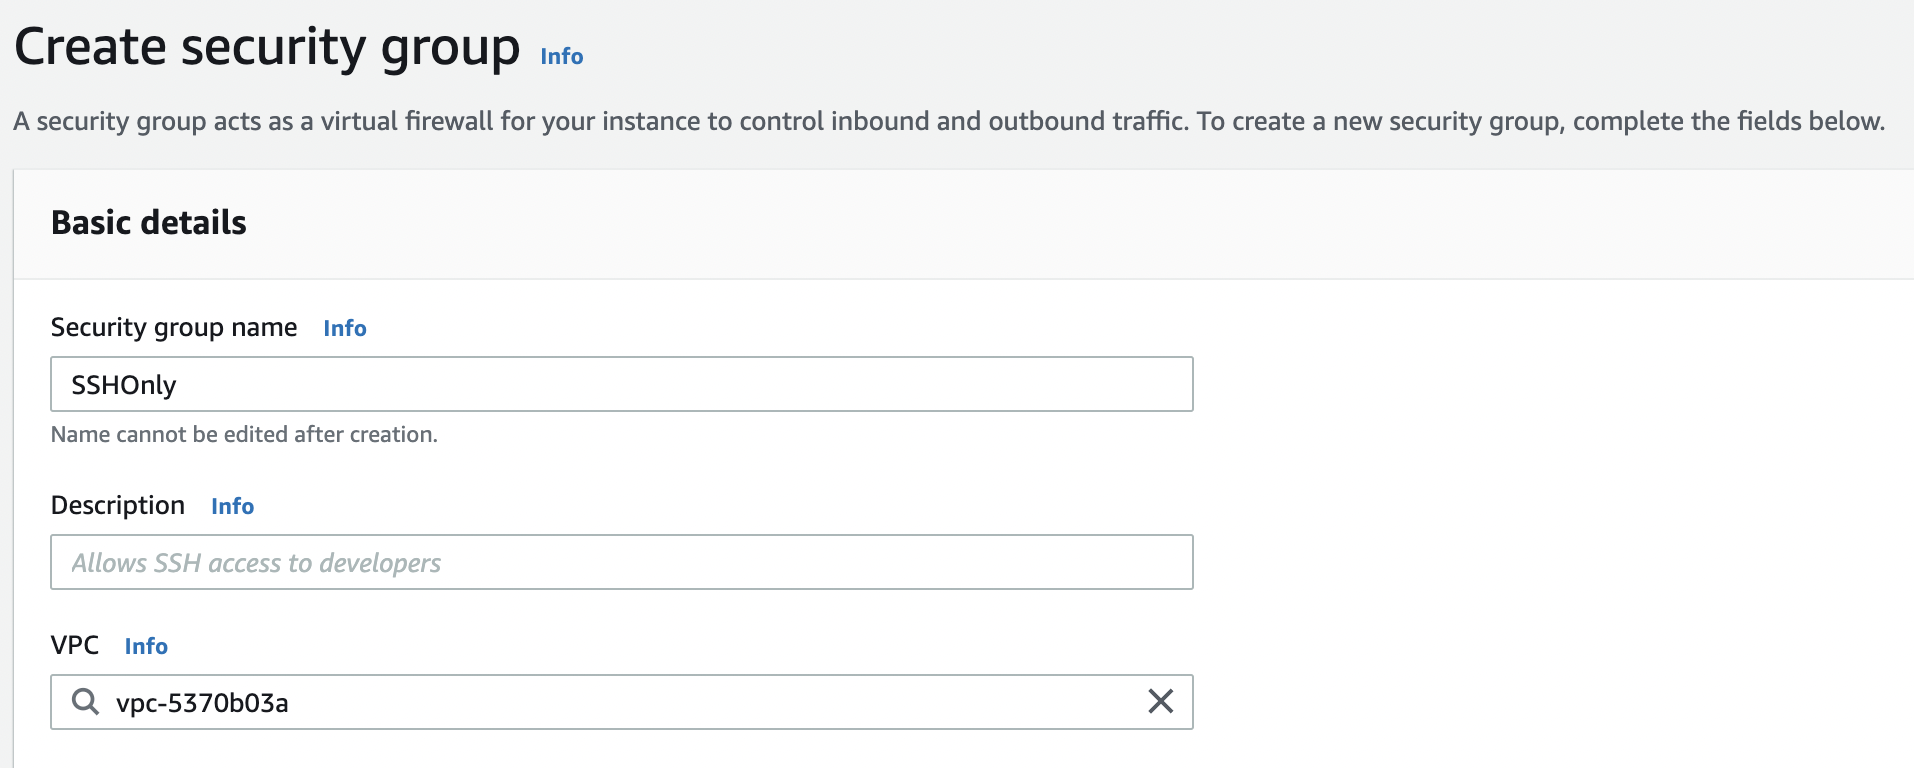 Create security group Info
A security group acts as a virtual firewall for your instance to control inbound and outbound traffic. To create a new security group, complete the fields below.
Basic details
Security group name Info
SSHOnly
Name cannot be edited after creation.
Description Info
Allows SSH access to developers
VPC Info
vpc-5370b03a